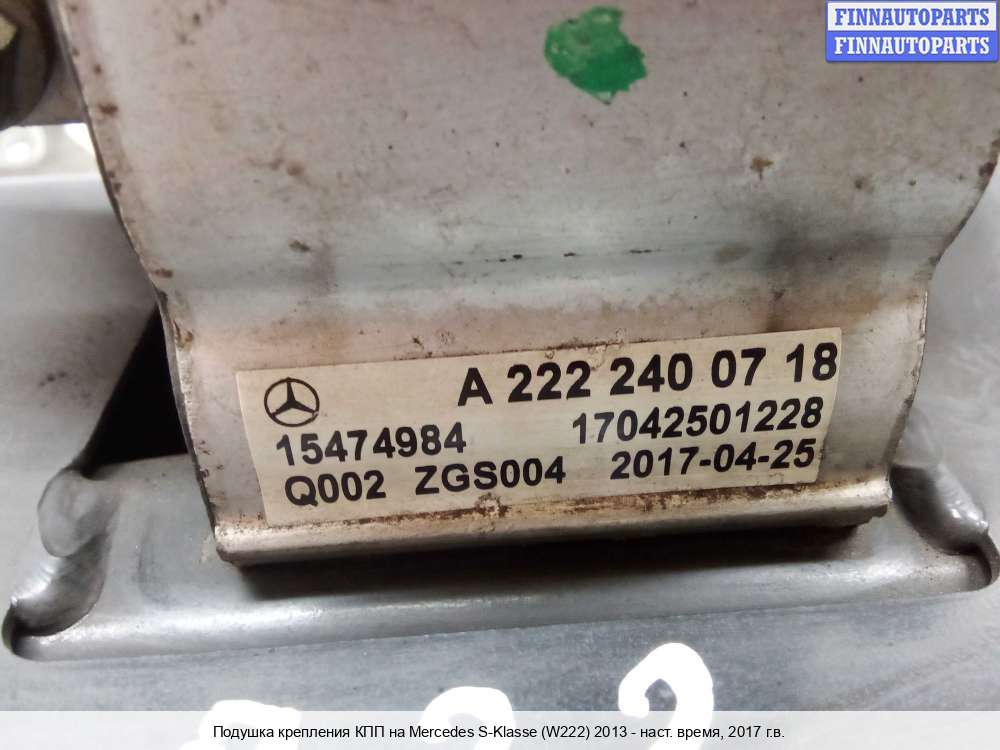 FINNAUTOPARTS
FINNAUTOPARTS
A 222 240 07 18
15474984 17042501228
Q002 ZGS004 2017-04-25
Подушка крепления КПП на Mercedes S-Klasse (W222) 2013 - наст. время, 2017 г.в.